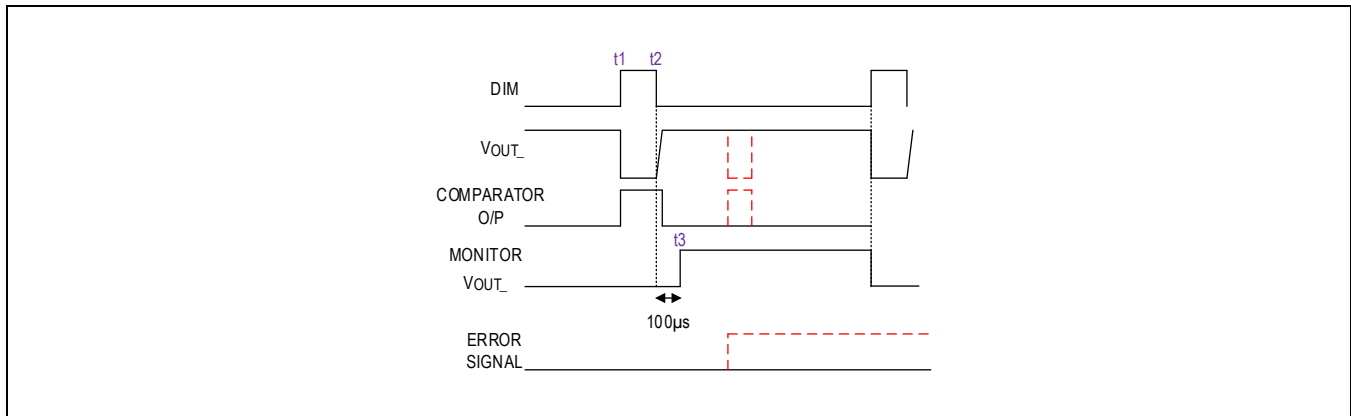 t1 t2
DIM
VOUT_
COMPARATOR
O/P
t3
MONITOR
VOUT_
100µs
ERROR
SIGNAL